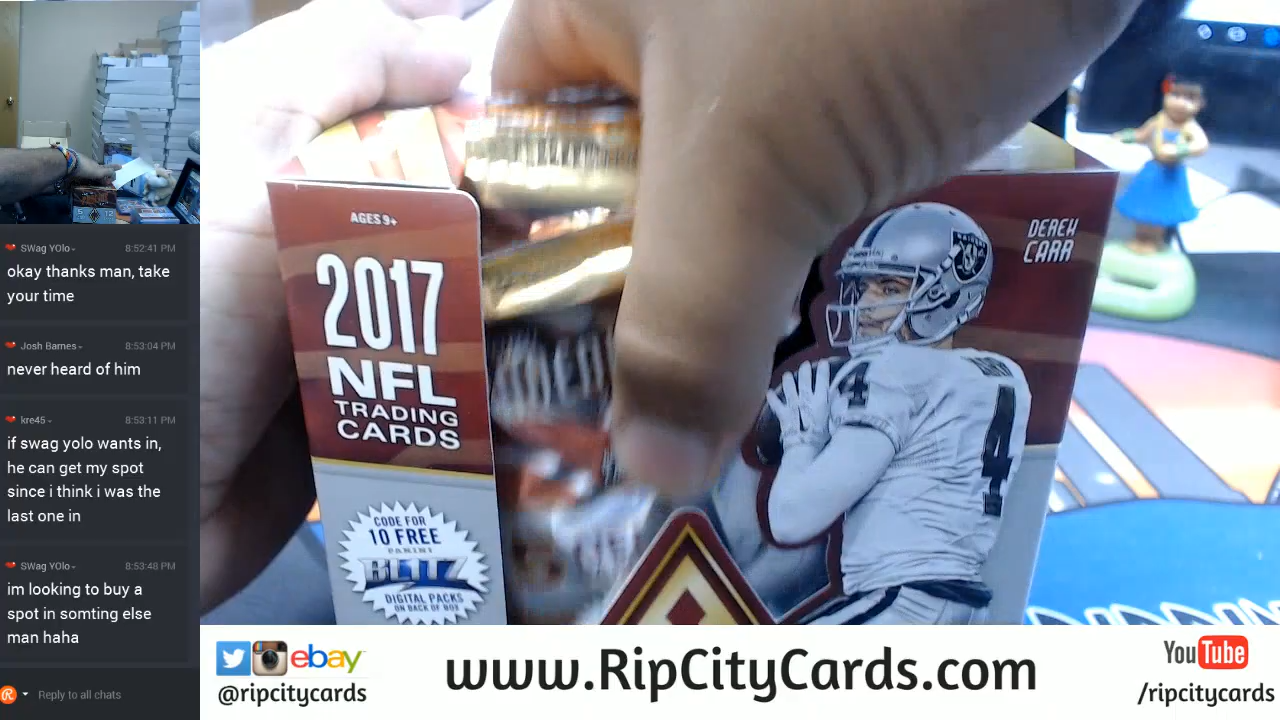 SWag YOlo
8:52:41 PM
okay thanks man, take
your time
Josh Barnes
8:53:04 PM
never heard of him
kre45
8:53:11 PM
if swag yolo wants in,
he can get my spot
since i think i was the
last one in
SWag YOlo
8:53:48 PM
im looking to buy a
spot in somting else
man haha
Reply to all chats
AGES 9+
2017
NFL
TRADING
CARDS
CODE FOR
10 FREE
PANINI
BLITZ
DIGITAL PACKS
ON BACK OF BOX
DEREK
CARR
RAIDERS
4
4
ebay
@ripcitycards
www.RipCityCards.com
YouTube
/ripcitycards